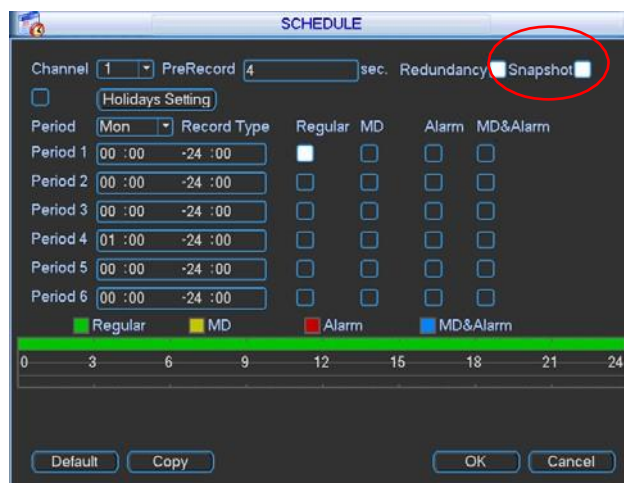 SCHEDULE
Channel 1 PreRecord 4 sec. Redundancy Snapshot
Holidays Setting
Period Mon Record Type Regular MD Alarm MD&Alarm
Period 1 00 :00 -24 :00
Period 2 00 :00 -24 :00
Period 3 00 :00 -24 :00
Period 4 01 :00 -24 :00
Period 5 00 :00 -24 :00
Period 6 00 :00 -24 :00
Regular MD Alarm MD&Alarm
0 3 6 9 12 15 18 21 24
Default Copy OK Cancel